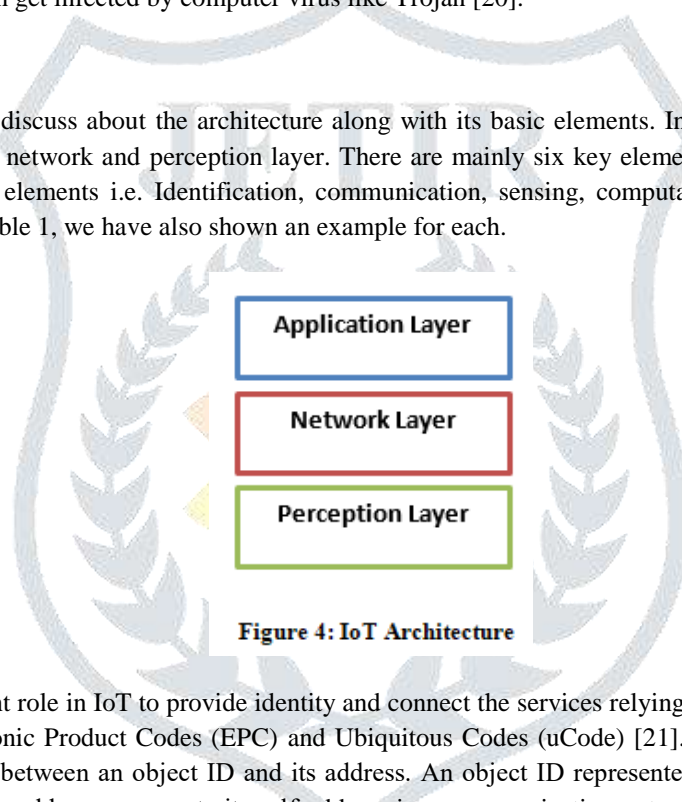 get infected by computer virus like Trojan [20].
discuss about the architecture along with its basic elements. In
network and perception layer. There are mainly six key eleme
elements i.e. Identification, communication, sensing, computa
ble 1, we have also shown an example for each.
JETIR
Application Layer
Network Layer
Perception Layer
Figure 4: IoT Architecture
nt role in IoT to provide identity and connect the services relying
onic Product Codes (EPC) and Ubiquitous Codes (uCode) [21].
between an object ID and its address. An object ID represente